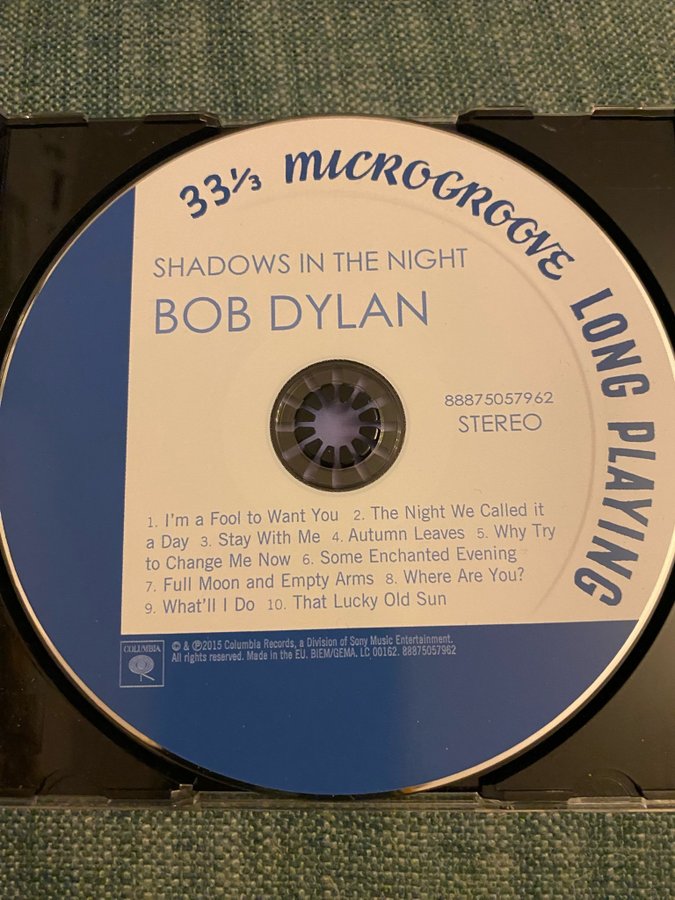 33⅓ MICROGROOVE LONG PLAYING
SHADOWS IN THE NIGHT
BOB DYLAN
88875057962
STEREO
1. I'm a Fool to Want You 2. The Night We Called it
a Day 3. Stay With Me 4. Autumn Leaves 5. Why Try
to Change Me Now 6. Some Enchanted Evening
7. Full Moon and Empty Arms 8. Where Are You?
9. What'll I Do 10. That Lucky Old Sun
COLUMBIA
© & ℗2015 Columbia Records, a Division of Sony Music Entertainment.
All rights reserved. Made in the EU. BIEM/GEMA. LC 00162. 88875057962